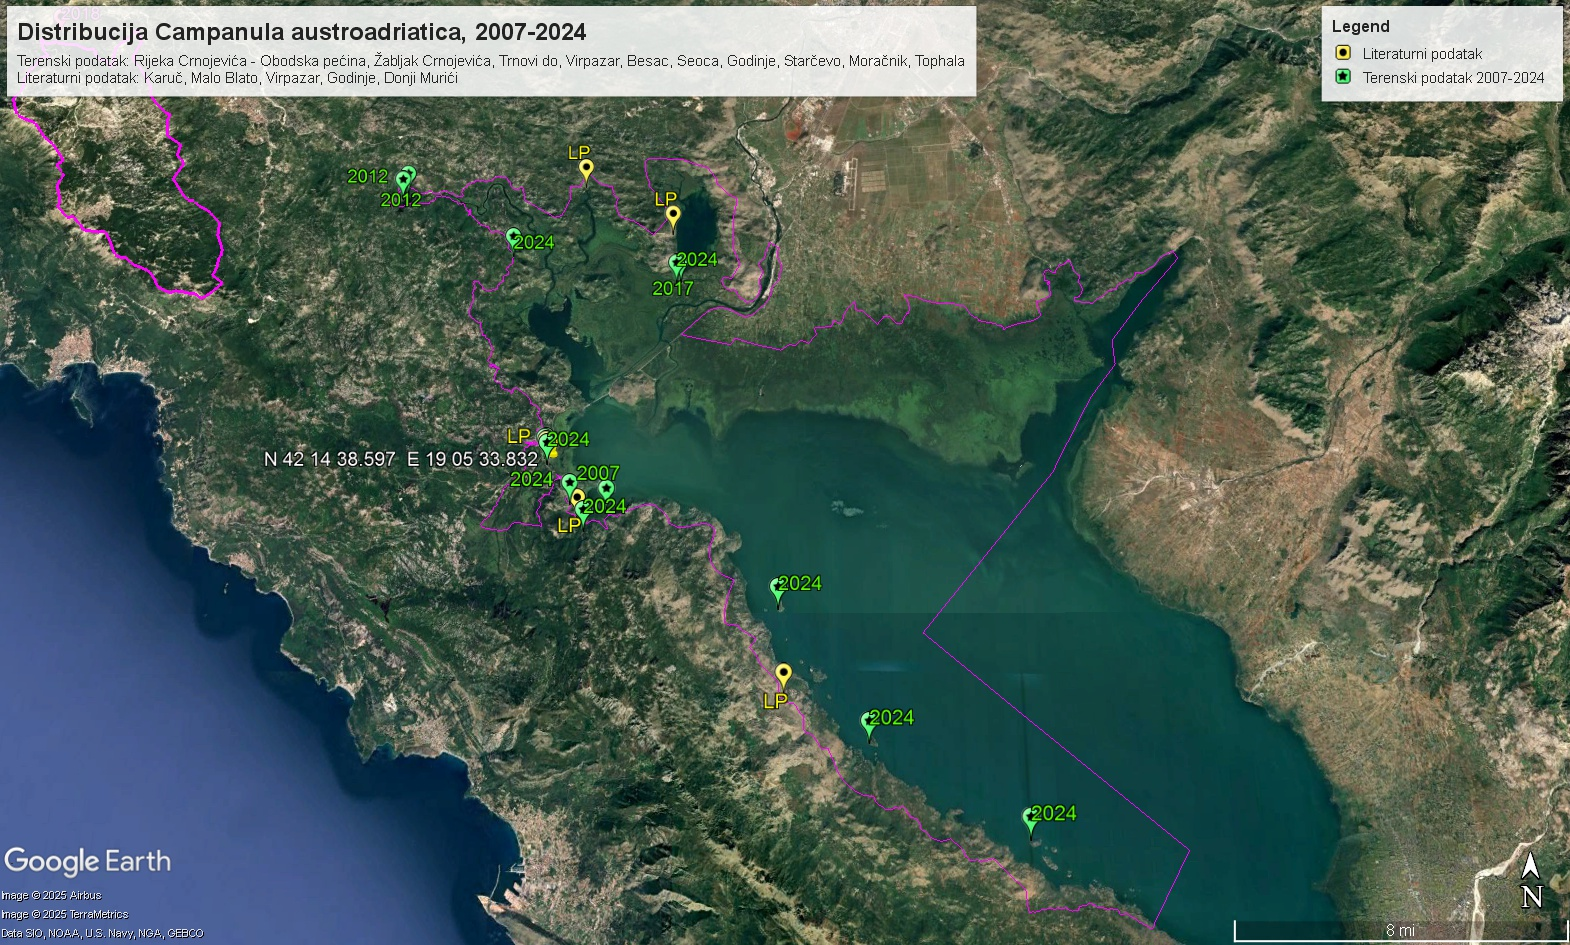 Distribucija Campanula austroadriatica, 2007-2024
Terenski podatak: Rijeka Crnojevića - Obodska pećina, Žabljak Crnojevića, Trnovi do, Virpazar, Besac, Seoca, Godinje, Starčevo, Moračnik, Tophala
Literaturni podatak: Karuč, Malo Blato, Virpazar, Godinje, Donji Murići
Legend
Literaturni podatak
Terenski podatak 2007-2024
LP
2012
2012
LP
2024
2024
2017
LP
2024
N 42 14 38.597 E 19 05 33.832
2024
2007
2024
LP
2024
LP
2024
2024
Google Earth
Image © 2025 Airbus
Image © 2025 TerraMetrics
Data SIO, NOAA, U.S. Navy, NGA, GEBCO
N
8 mi